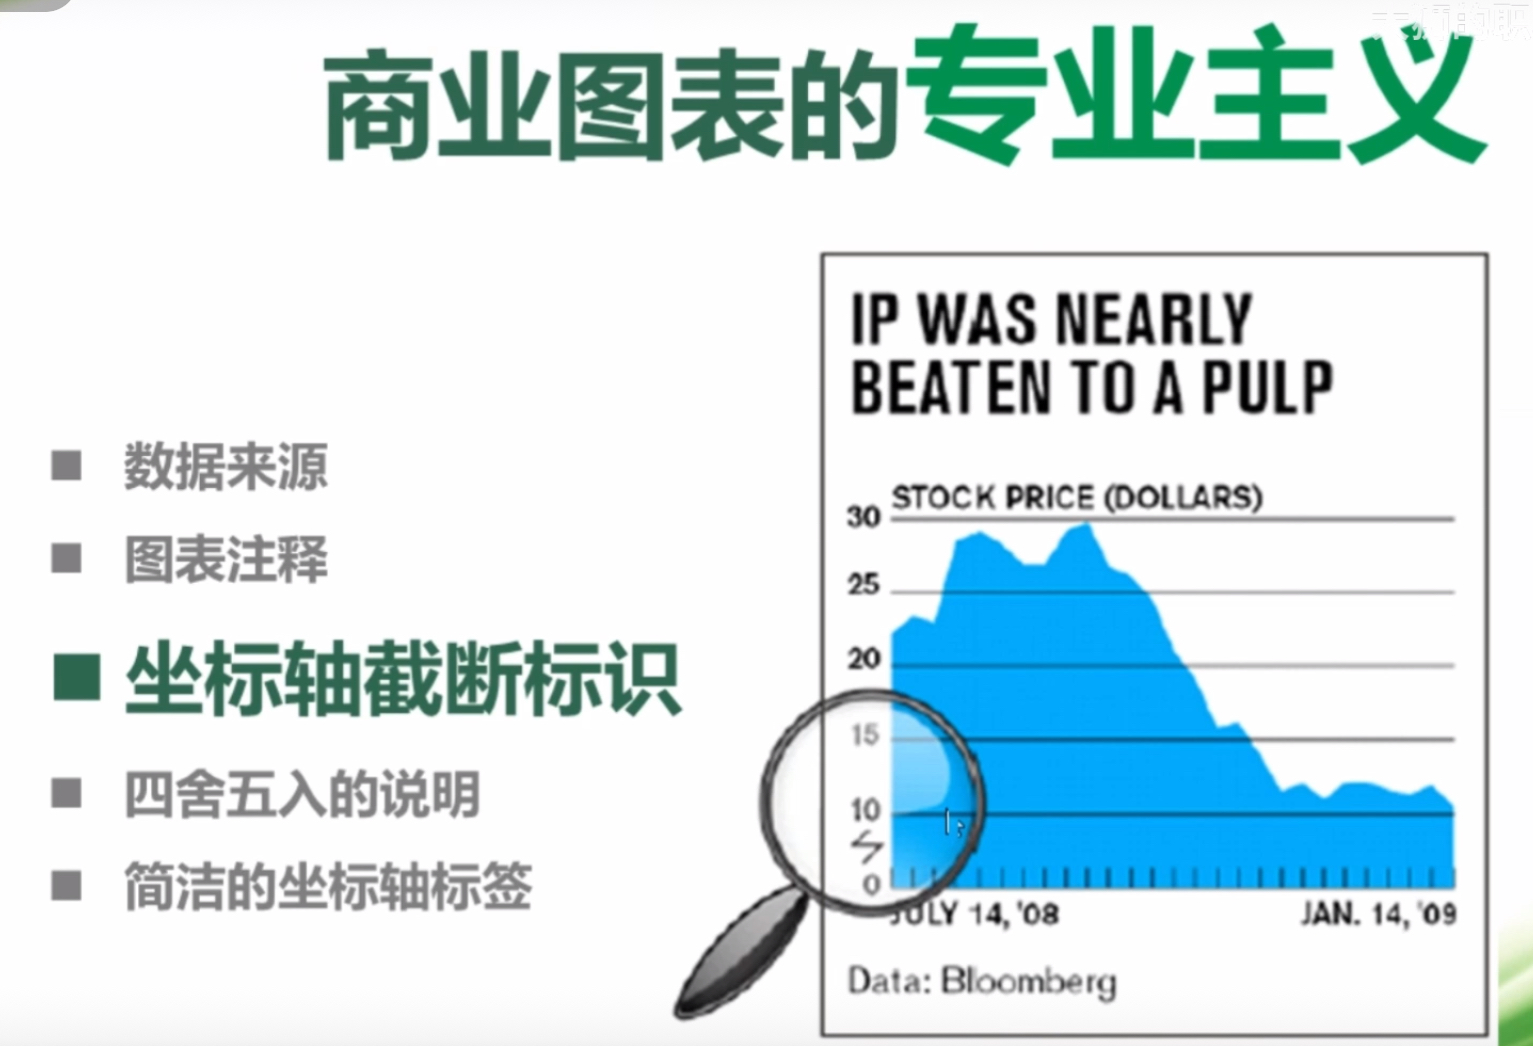 商业图表的专业主义
数据来源
图表注释
坐标轴截断标识
四舍五入的说明
简洁的坐标轴标签
IP WAS NEARLY
BEATEN TO A PULP
STOCK PRICE (DOLLARS)
30
25
20
15
10
0
JULY 14, '08 JAN. 14, '09
Data: Bloomberg